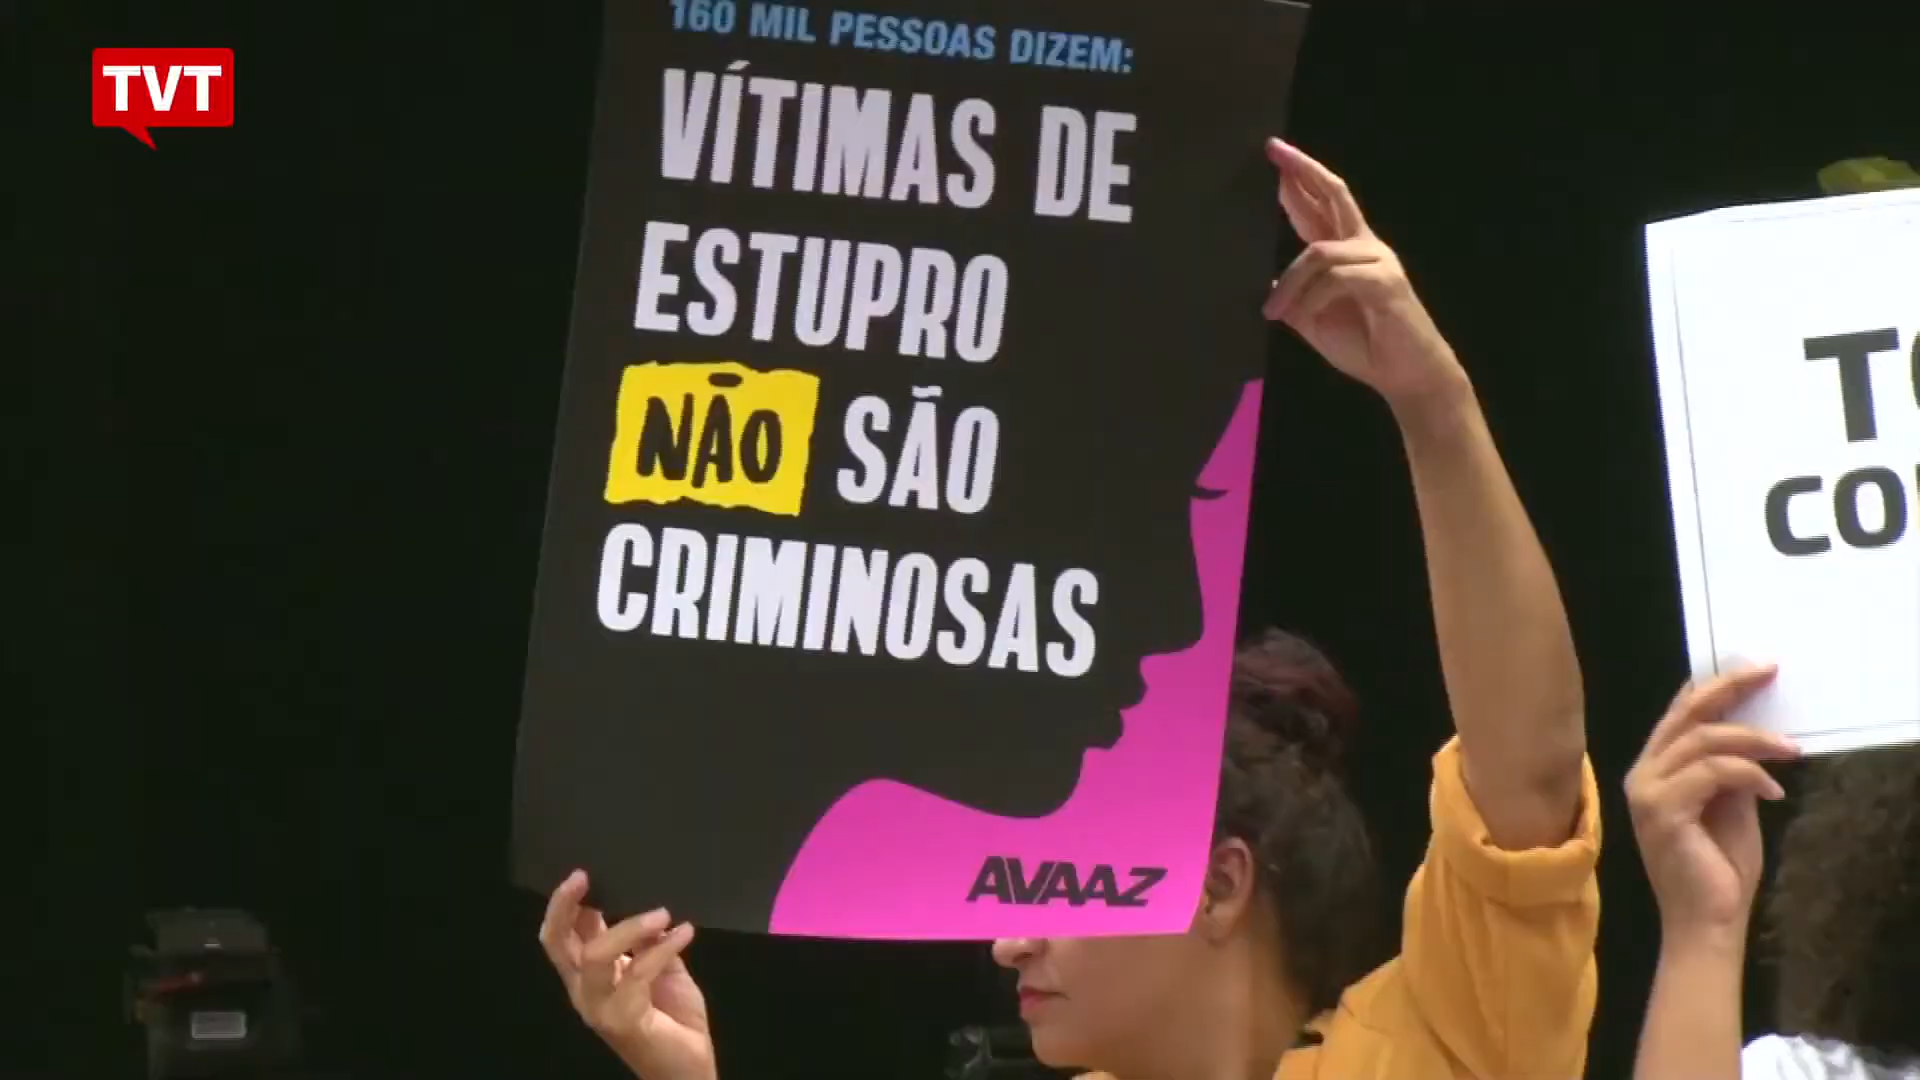 TVT
160 MIL PESSOAS DIZEM:
VÍTIMAS DE
ESTUPRO
NÃO SÃO
CRIMINOSAS
AVAAZ